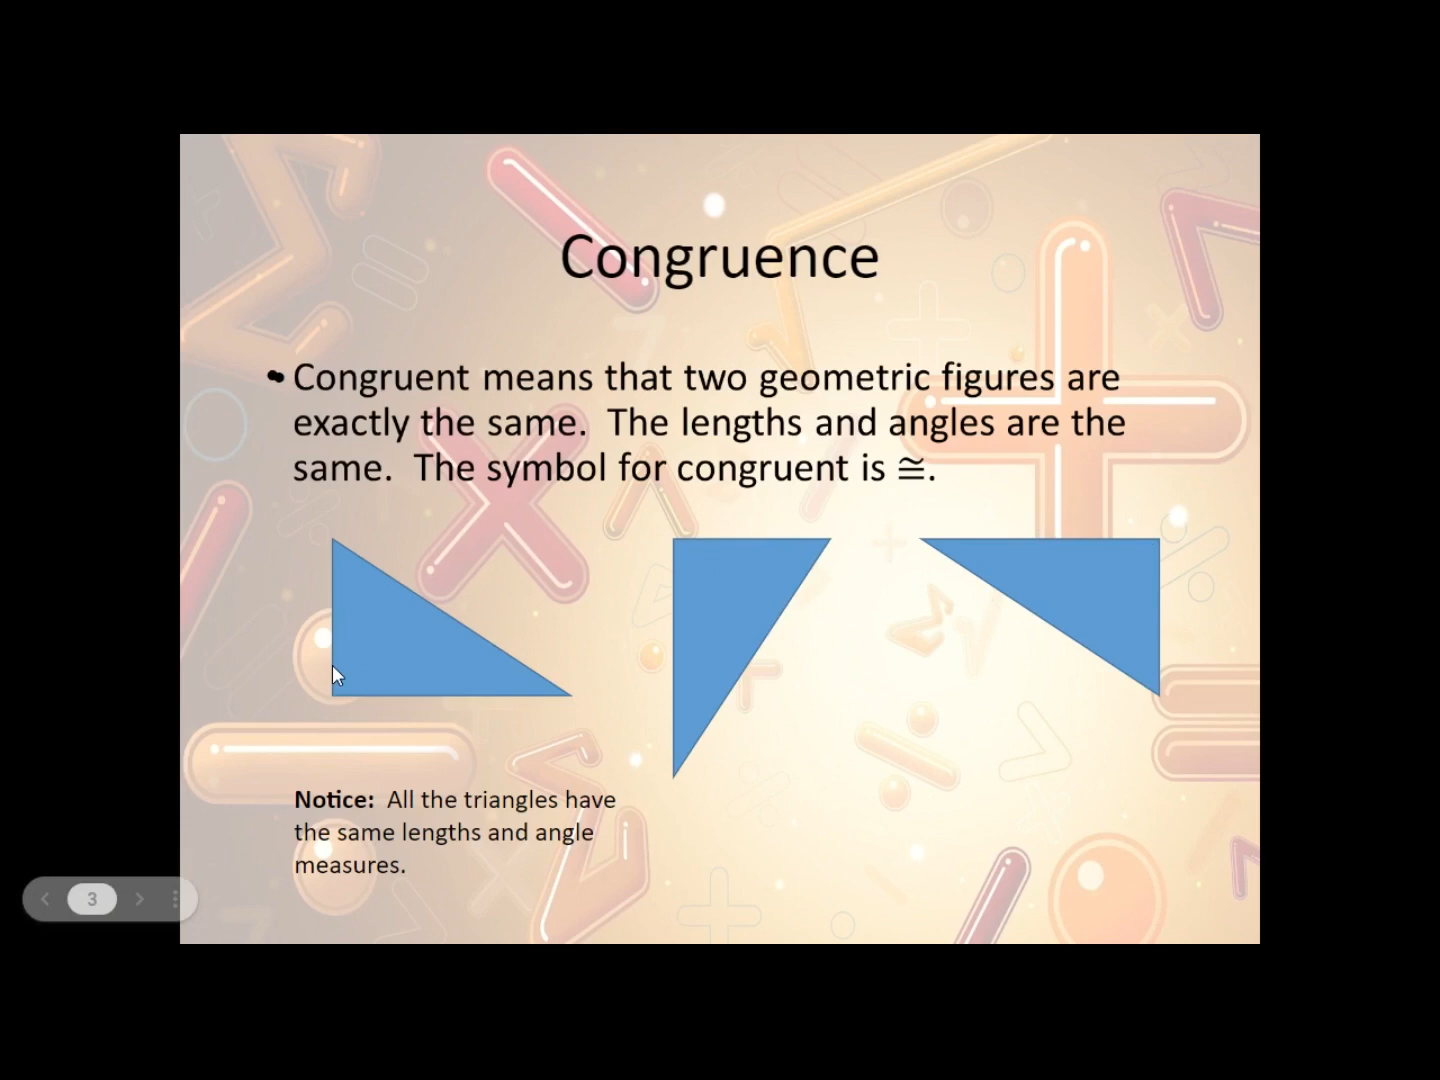 Congruence
• Congruent means that two geometric figures are
exactly the same.  The lengths and angles are the
same.  The symbol for congruent is ≅.
Notice:  All the triangles have
the same lengths and angle
measures.
3